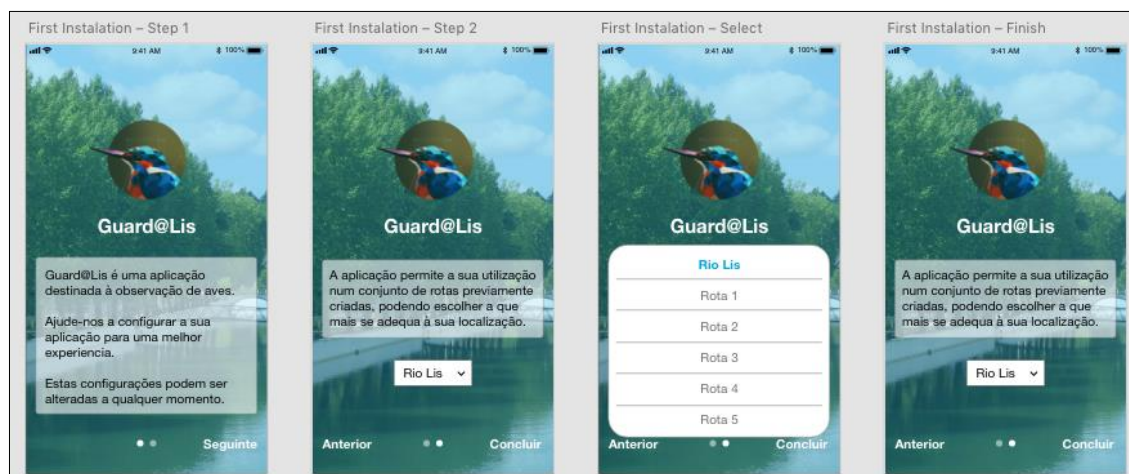 First Instalation – Step 1
9:41 AM
100%
Guard@Lis
Guard@Lis é uma aplicação
destinada à observação de aves.
Ajude-nos a configurar a sua
aplicação para uma melhor
experiencia.
Estas configurações podem ser
alteradas a qualquer momento.
Seguinte
First Instalation – Step 2
9:41 AM
100%
Guard@Lis
A aplicação permite a sua utilização
num conjunto de rotas previamente
criadas, podendo escolher a que
mais se adequa à sua localização.
Rio Lis
Anterior
Concluir
First Instalation – Select
9:41 AM
100%
Guard@Lis
Rio Lis
Rota 1
Rota 2
Rota 3
Rota 4
Rota 5
Anterior
Concluir
First Instalation – Finish
9:41 AM
100%
Guard@Lis
A aplicação permite a sua utilização
num conjunto de rotas previamente
criadas, podendo escolher a que
mais se adequa à sua localização.
Rio Lis
Anterior
Concluir